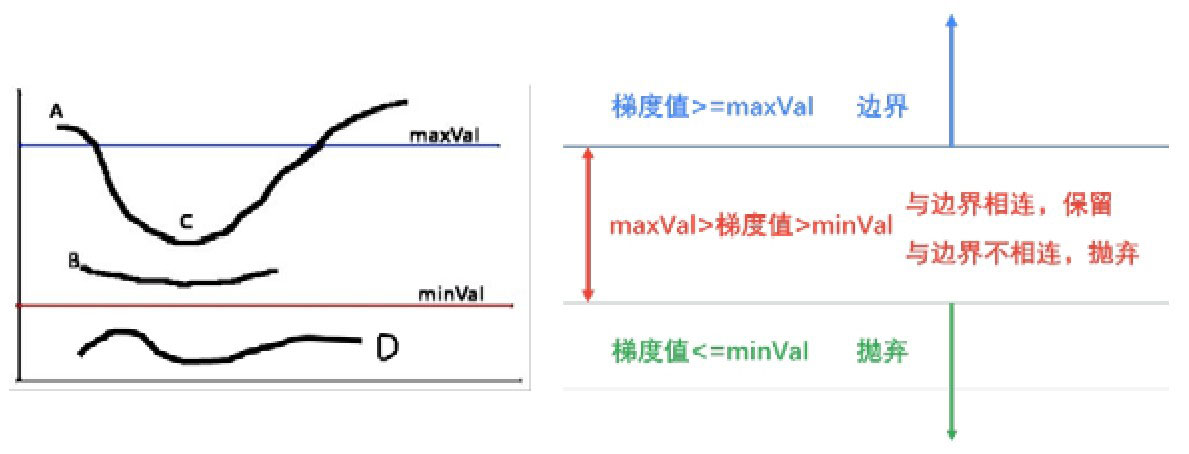 A
maxVal
C
B
minVal
D
梯度值>=maxVal 边界
maxVal>梯度值>minVal
与边界相连，保留
与边界不相连，抛弃
梯度值<=minVal 抛弃